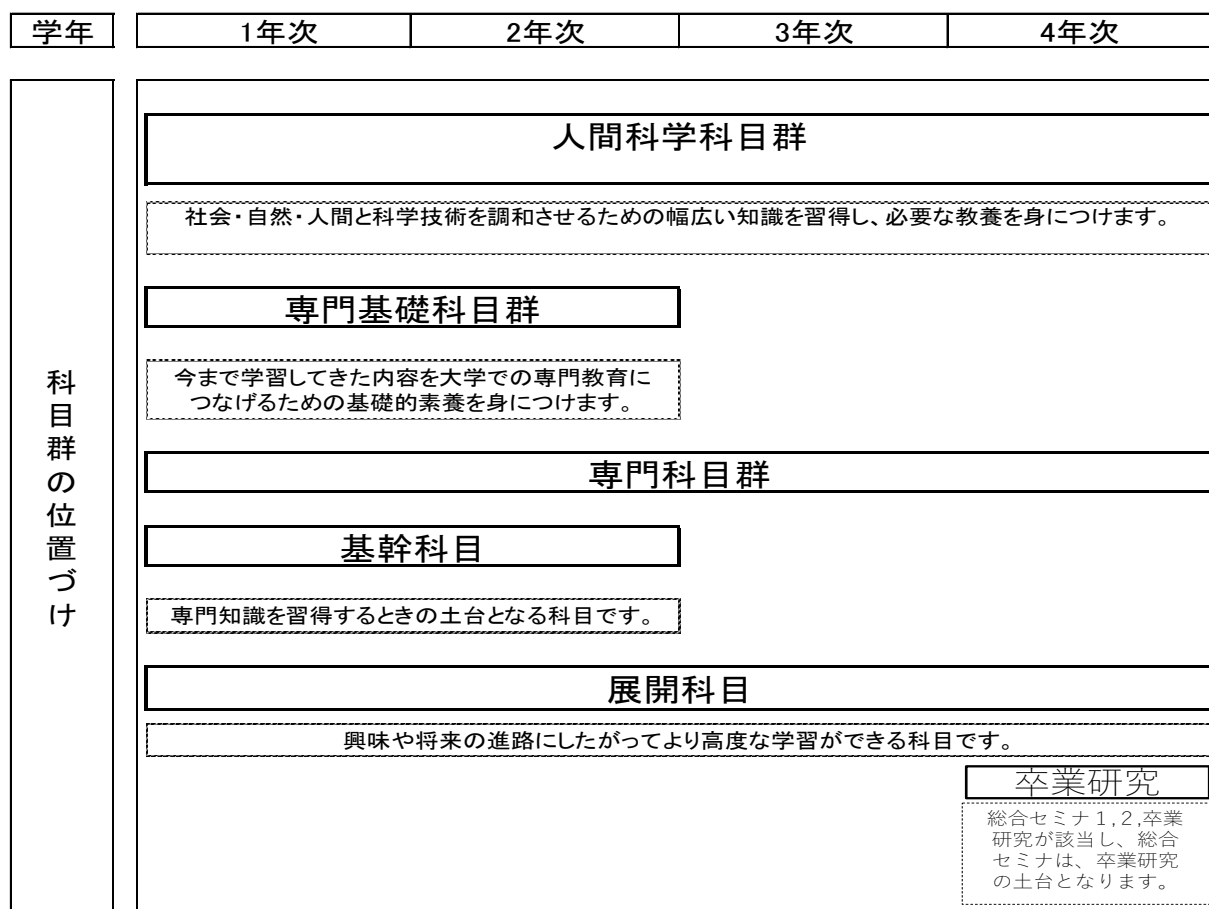 学年
1年次
2年次
3年次
4年次
科目群の位置づけ
人間科学科目群
社会・自然・人間と科学技術を調和させるための幅広い知識を習得し、必要な教養を身につけます。
専門基礎科目群
今まで学習してきた内容を大学での専門教育に
つなげるための基礎的素養を身につけます。
専門科目群
基幹科目
専門知識を習得するときの土台となる科目です。
展開科目
興味や将来の進路にしたがってより高度な学習ができる科目です。
卒業研究
総合セミナ1,2,卒業
研究が該当し、総合
セミナは、卒業研究
の土台となります。